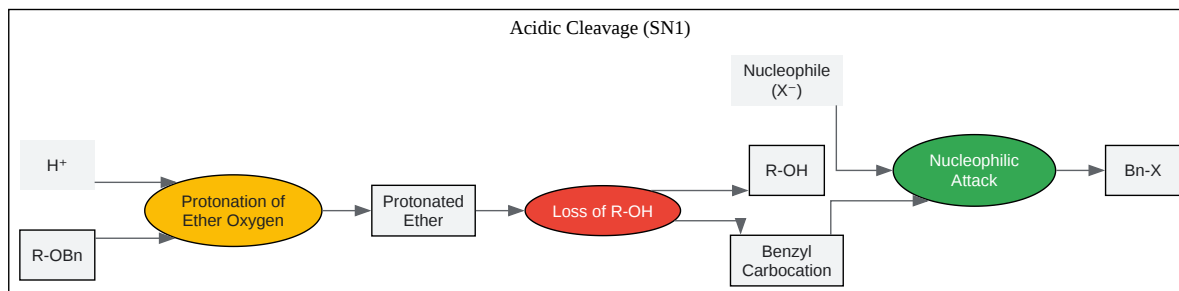 Acidic Cleavage (SN1)
Nucleophile
(X⁻)
H⁺
R-OBn
Protonation of
Ether Oxygen
Protonated
Ether
Loss of R-OH
R-OH
Benzyl
Carbocation
Nucleophilic
Attack
Bn-X